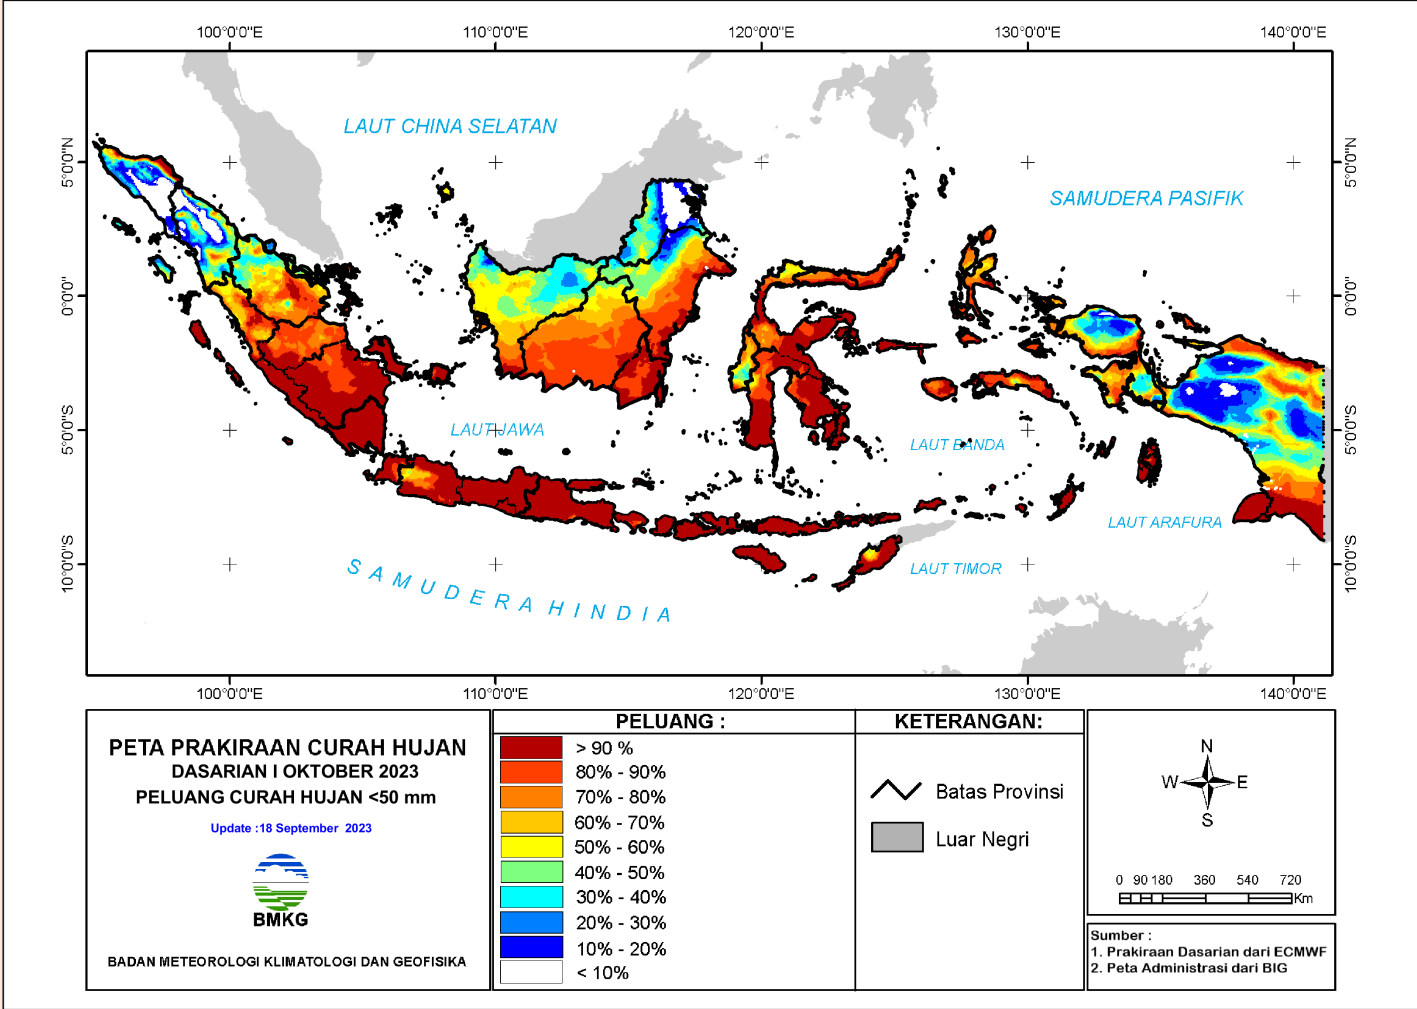 100°0'0"E 110°0'0"E 120°0'0"E 130°0'0"E 140°0'0"E
5°0'0"N
0°0'0"
5°0'0"S
10°0'0"S
LAUT CHINA SELATAN
SAMUDERA PASIFIK
LAUT JAWA
LAUT BANDA
LAUT ARAFURA
LAUT TIMOR
SAMUDERA HINDIA
5°0'0"N
0°0'0"
5°0'0"S
10°0'0"S
100°0'0"E 110°0'0"E 120°0'0"E 130°0'0"E 140°0'0"E
PETA PRAKIRAAN CURAH HUJAN
DASARIAN I OKTOBER 2023
PELUANG CURAH HUJAN <50 mm
Update :18 September 2023
BMKG
BADAN METEOROLOGI KLIMATOLOGI DAN GEOFISIKA
PELUANG :
> 90 %
80% - 90%
70% - 80%
60% - 70%
50% - 60%
40% - 50%
30% - 40%
20% - 30%
10% - 20%
< 10%
KETERANGAN:
Batas Provinsi
Luar Negri
N
W E
S
0 90 180 360 540 720
Km
Sumber :
1. Prakiraan Dasarian dari ECMWF
2. Peta Administrasi dari BIG